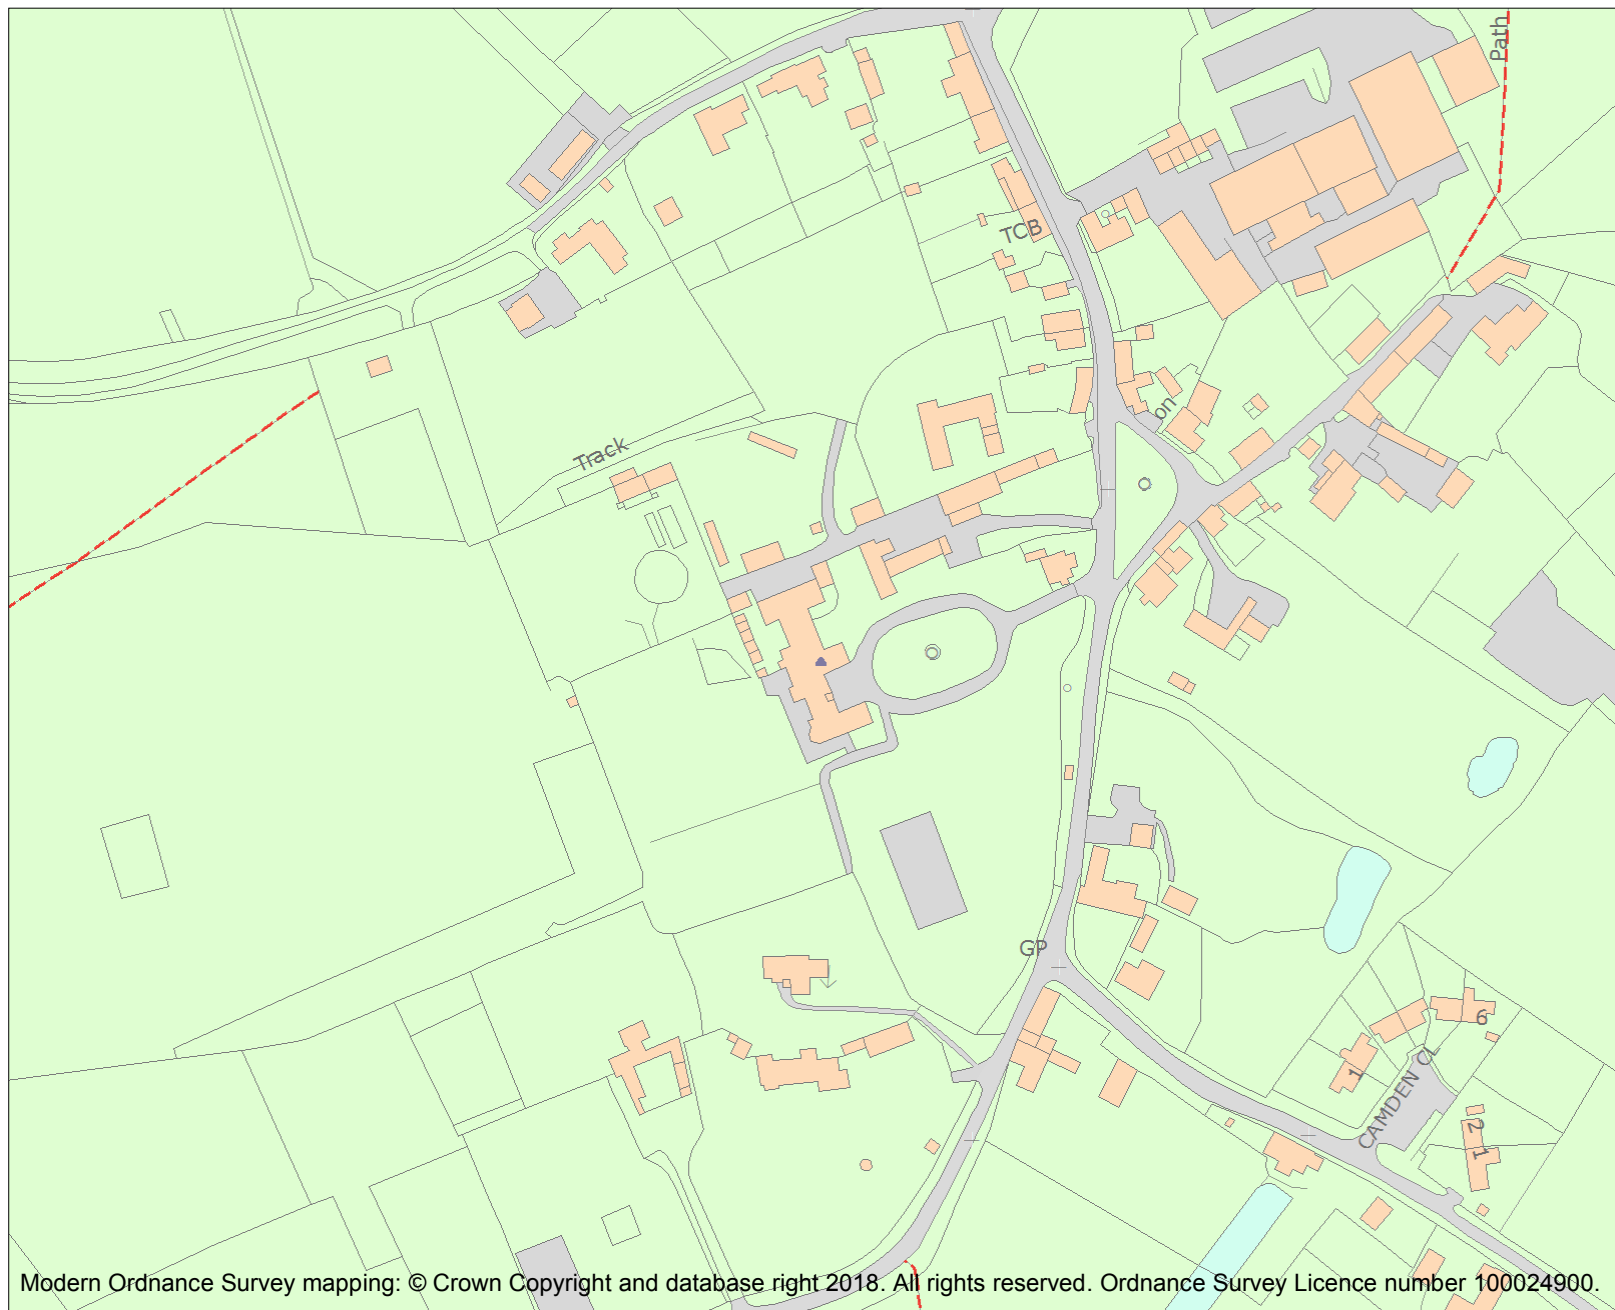 Path
TCB
on
Track
GP
6
1
CAMDEN CL
2
1
Modern Ordnance Survey mapping: © Crown Copyright and database right 2018. All rights reserved. Ordnance Survey Licence number 100024900.